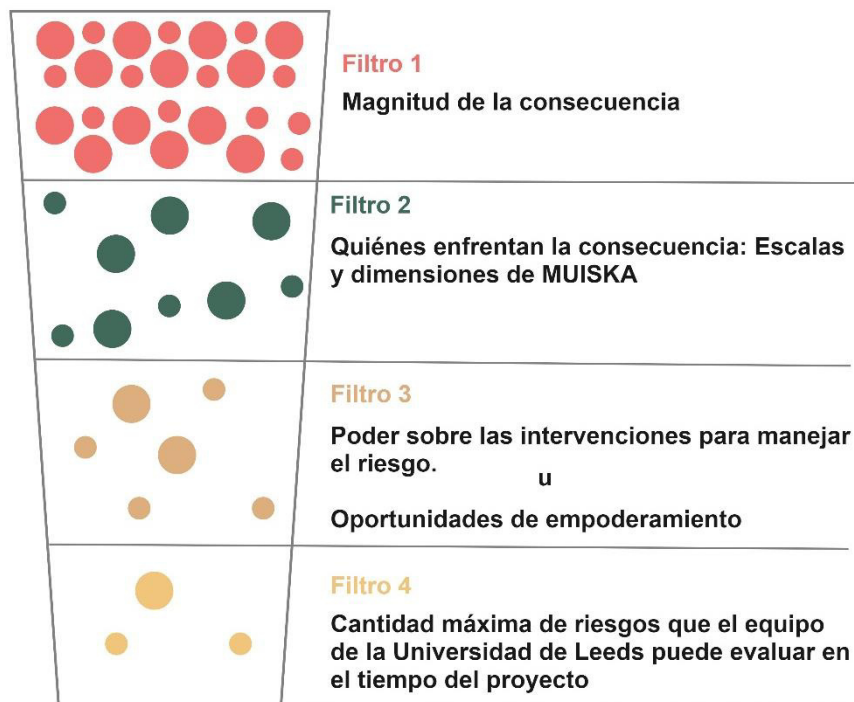 Filtro 1
Magnitud de la consecuencia
Filtro 2
Quiénes enfrentan la consecuencia: Escalas
y dimensiones de MUISKA
Filtro 3
Poder sobre las intervenciones para manejar
el riesgo.
u
Oportunidades de empoderamiento
Filtro 4
Cantidad máxima de riesgos que el equipo
de la Universidad de Leeds puede evaluar en
el tiempo del proyecto